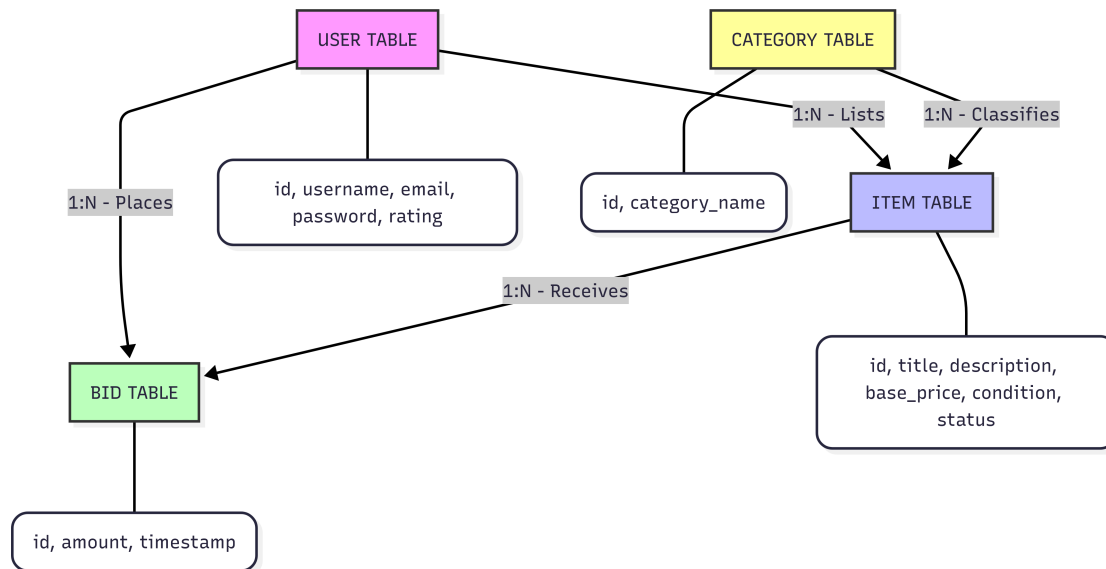 USER TABLE
CATEGORY TABLE
1:N - Lists
1:N - Classifies
id, username, email,
password, rating
id, category_name
1:N - Places
ITEM TABLE
1:N - Receives
id, title, description,
base_price, condition,
status
BID TABLE
id, amount, timestamp